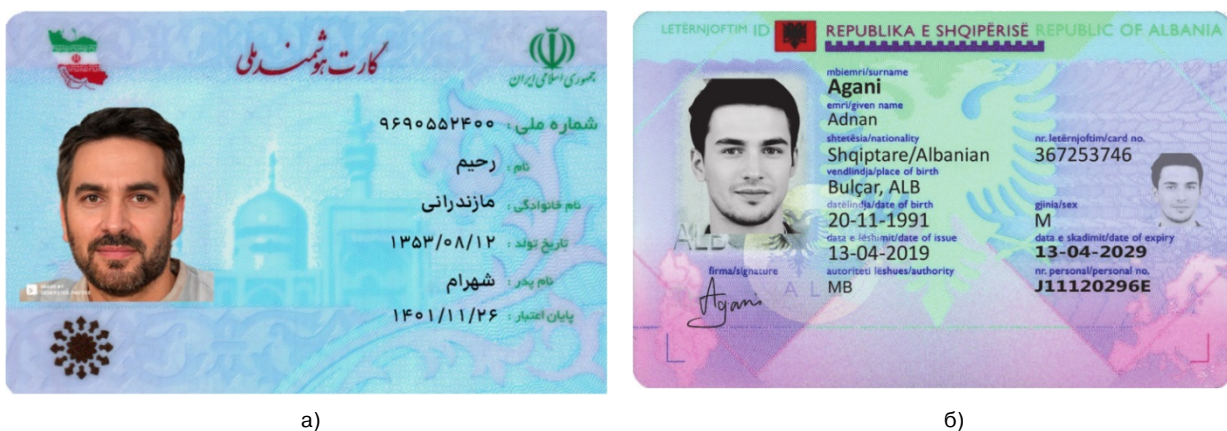 کارت هوشمند ملی
جمهوری اسلامی ایران
شماره ملی : ۹۶۹۰۵۵۲۴۰۰
نام : رحیم
نام خانوادگی : مازندرانی
تاریخ تولد : ۱۳۵۳/۰۸/۱۲
نام پدر : شهرام
پایان اعتبار : ۱۴۰۱/۱۱/۲۶
а)
LETËRNJOFTIM ID REPUBLIKA E SHQIPËRISË REPUBLIC OF ALBANIA
mbiemri/surname
Agani
emri/given name
Adnan
shtetësia/nationality nr. letërnjoftim/card no.
Shqiptare/Albanian 367253746
vendlindja/place of birth
Bulçar, ALB
datëlindja/date of birth gjinia/sex
20-11-1991 M
data e lëshimit/date of issue data e skadimit/date of expiry
13-04-2019 13-04-2029
firma/signature autoriteti lëshues/authority nr. personal/personal no.
Agani MB J11120296E
б)